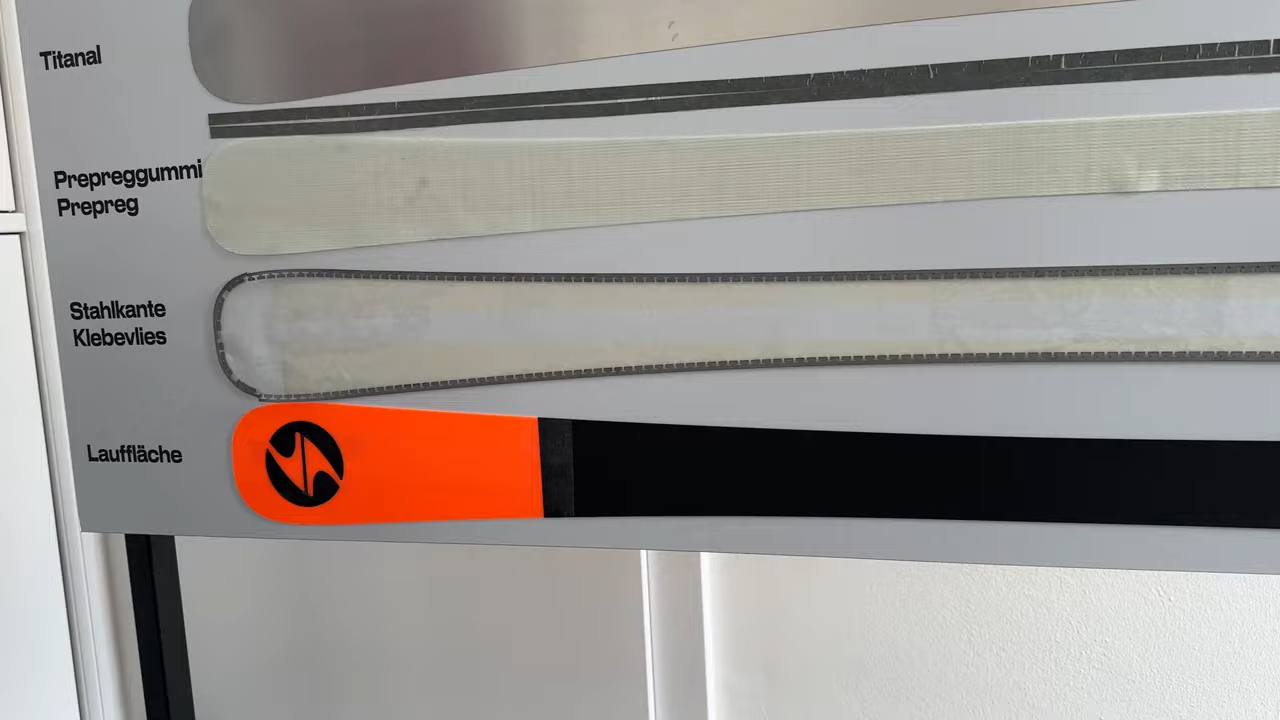 Titanal
Prepreggummi
Prepreg
Stahlkante
Klebevlies
Lauffläche